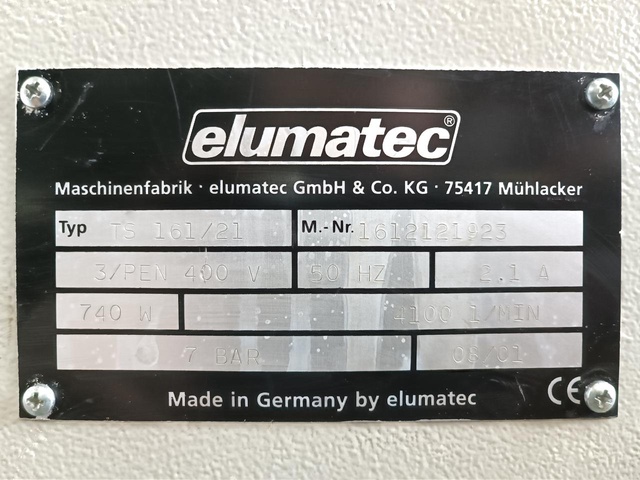 elumatec®
Maschinenfabrik · elumatec GmbH & Co. KG · 75417 Mühlacker
Typ TS 161/21 M.-Nr. 1612121923
3/PEN 400 V 50 HZ 2.1 A
740 W 4100 1/MIN
7 BAR 08/01
Made in Germany by elumatec CE